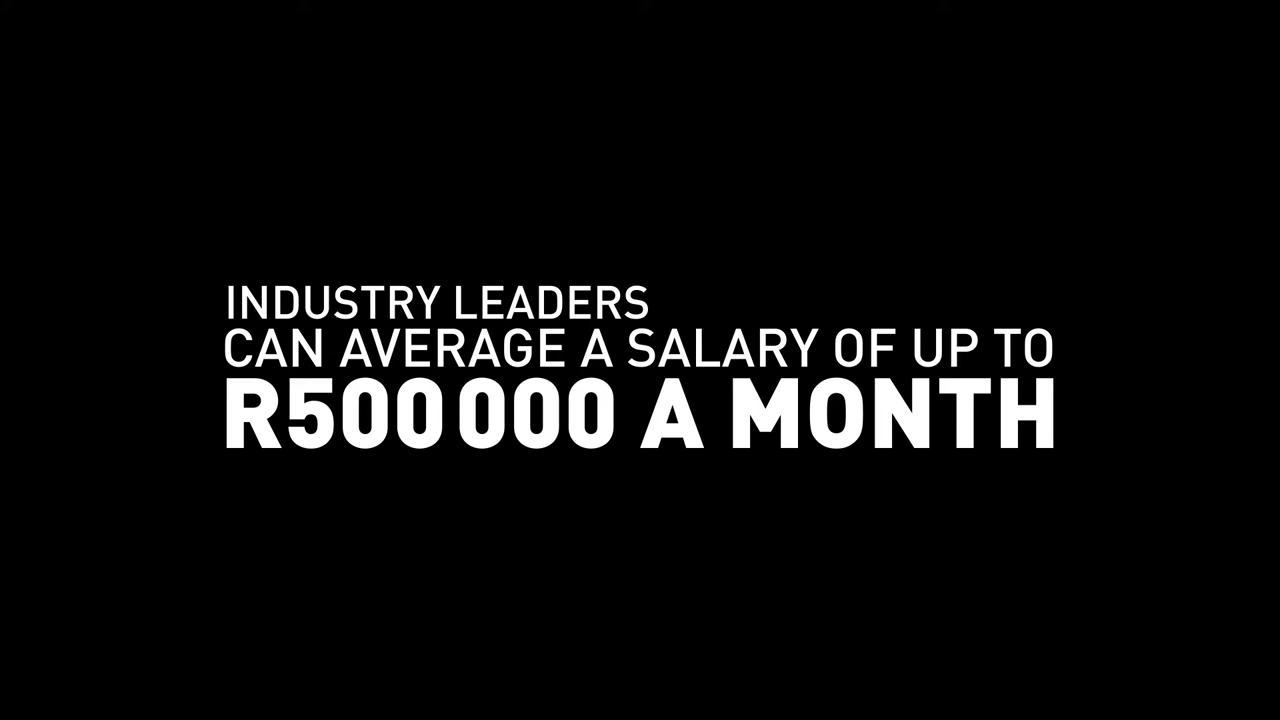 INDUSTRY LEADERS
CAN AVERAGE A SALARY OF UP TO
R500 000 A MONTH